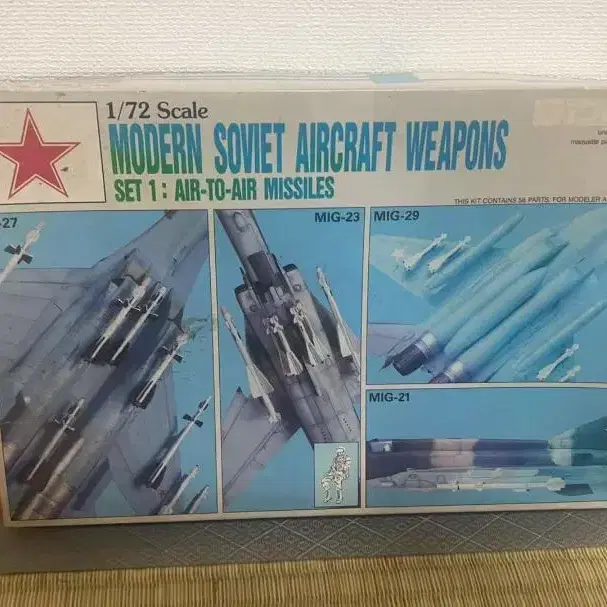 1/72 Scale
MODERN SOVIET AIRCRAFT WEAPONS
SET 1: AIR-TO-AIR MISSILES
THIS KIT CONTAINS 56 PARTS, FOR MODELER A
-27
MIG-23
MIG-29
MIG-21